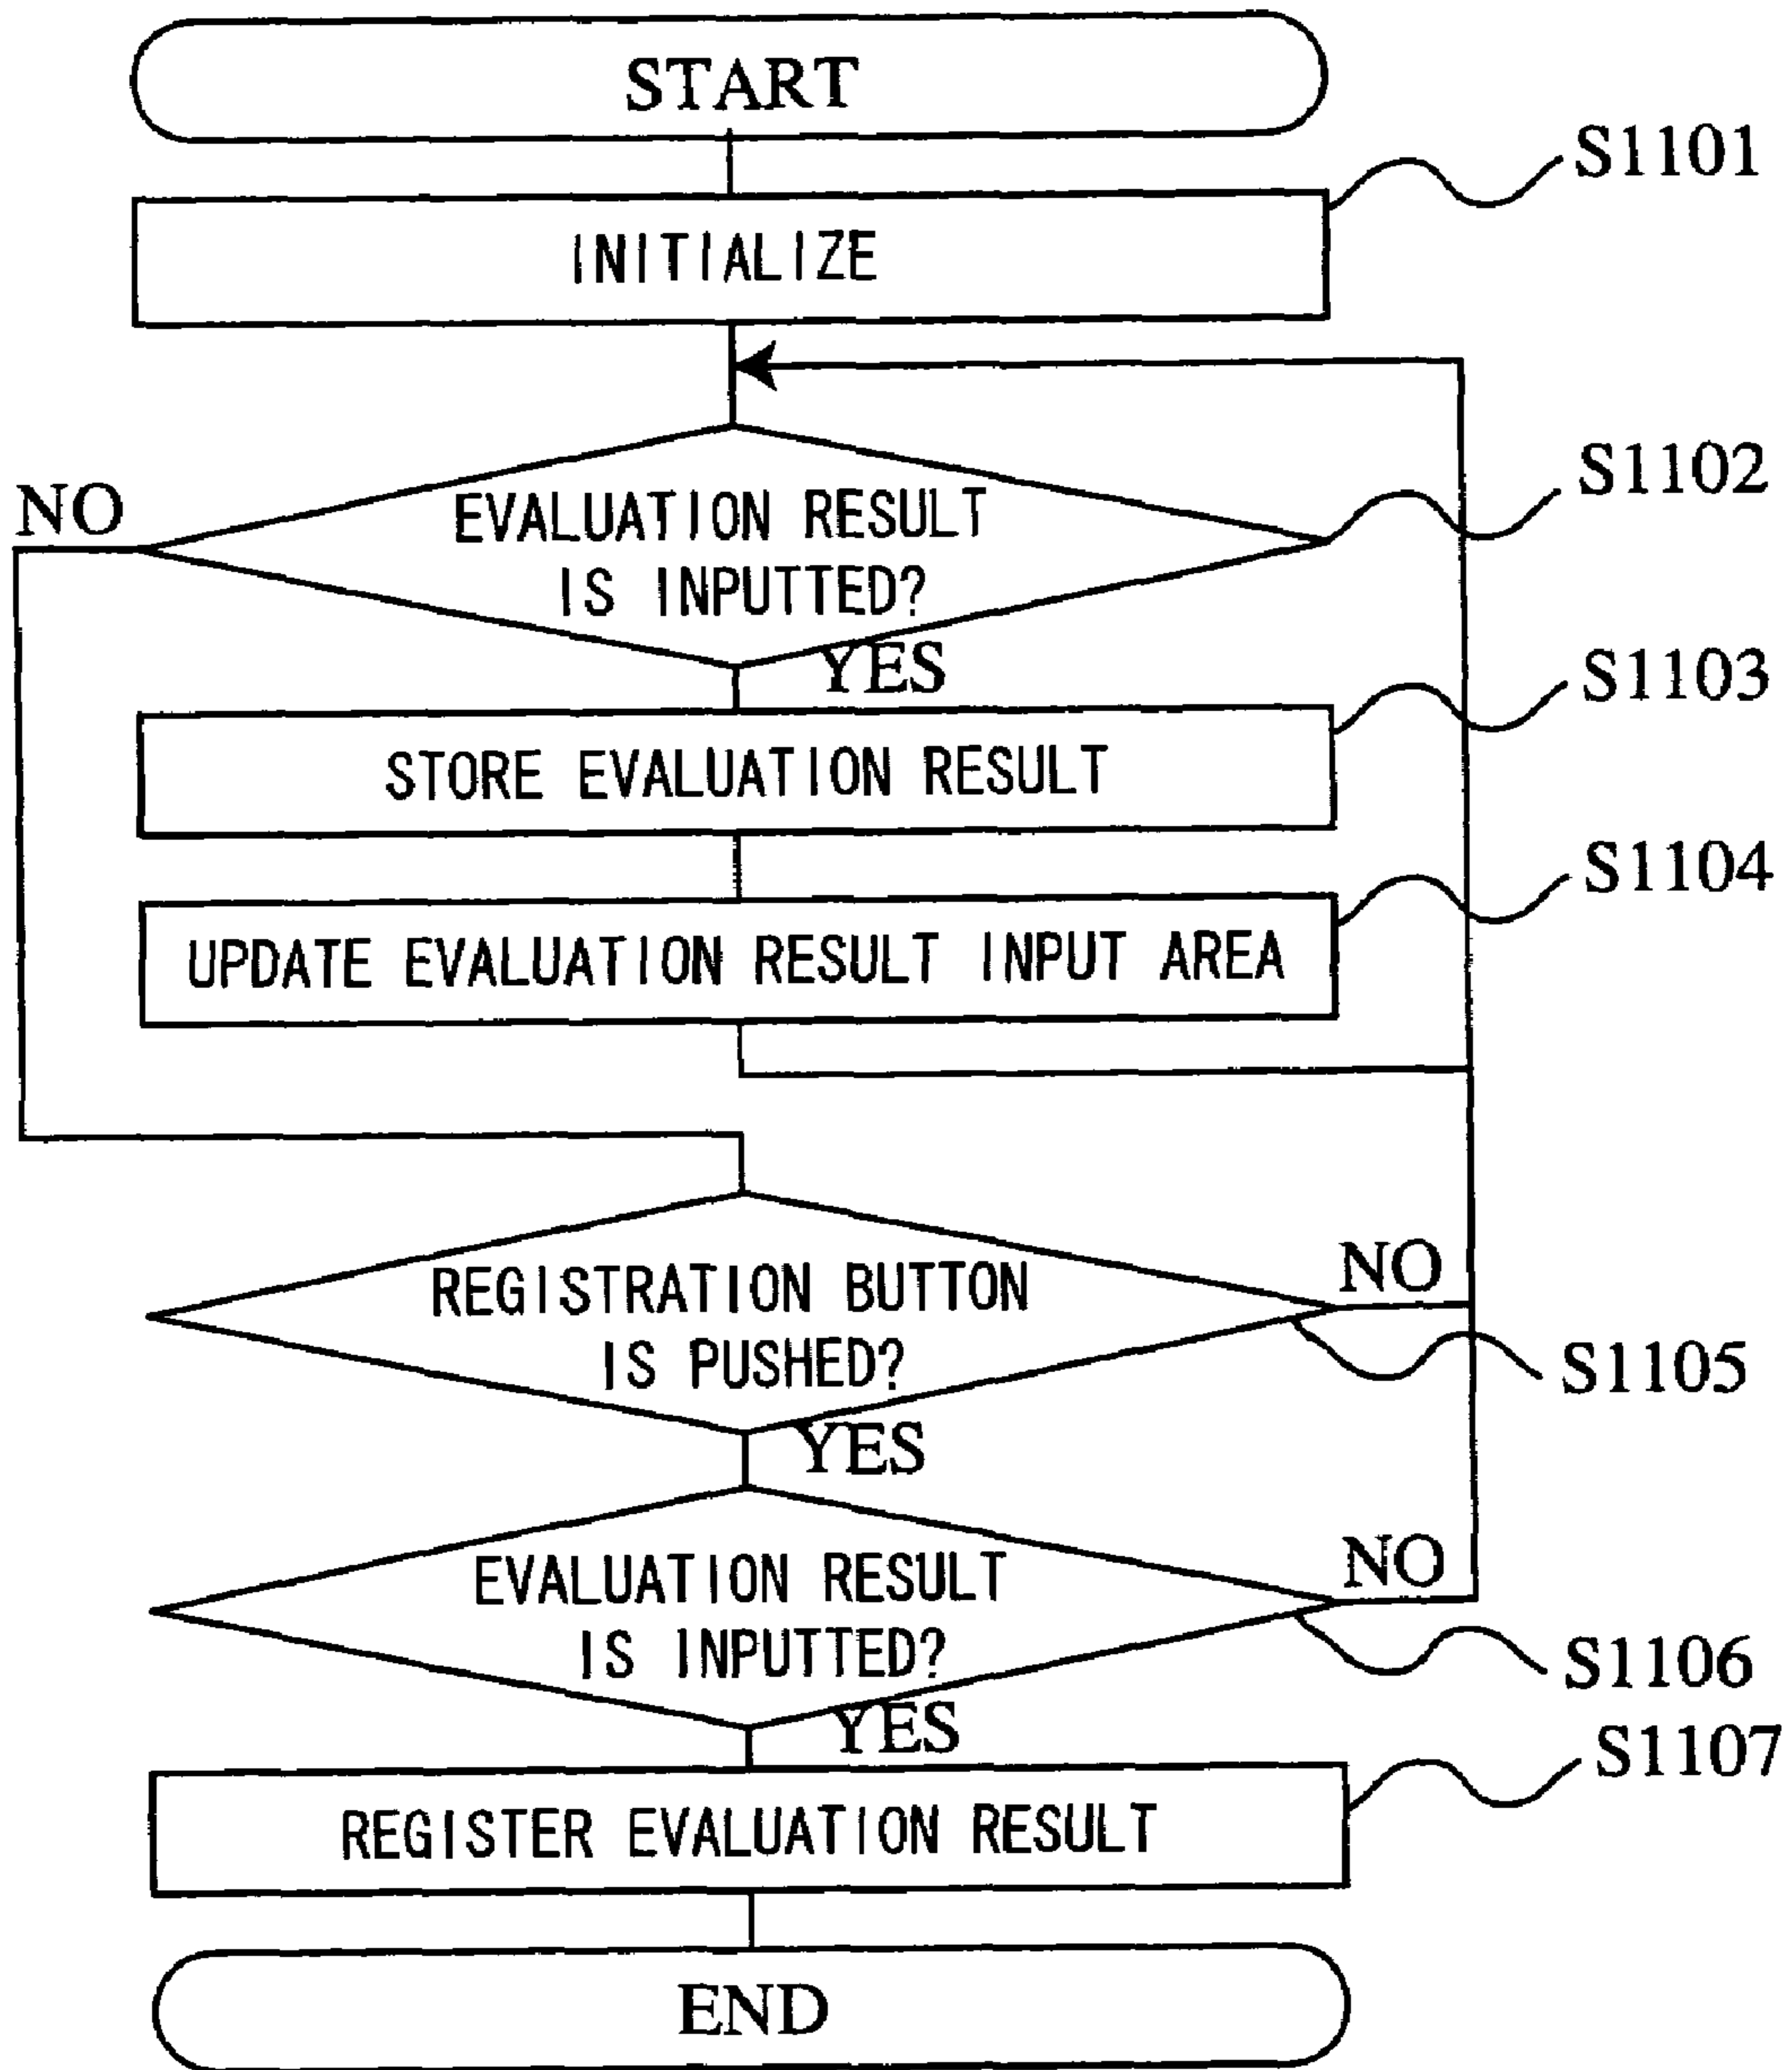 START
S1101
INITIALIZE
S1102
NO
EVALUATION RESULT
IS INPUTTED?
YES
S1103
STORE EVALUATION RESULT
S1104
UPDATE EVALUATION RESULT INPUT AREA
NO
REGISTRATION BUTTON
IS PUSHED?
S1105
YES
NO
EVALUATION RESULT
IS INPUTTED?
S1106
YES
S1107
REGISTER EVALUATION RESULT
END